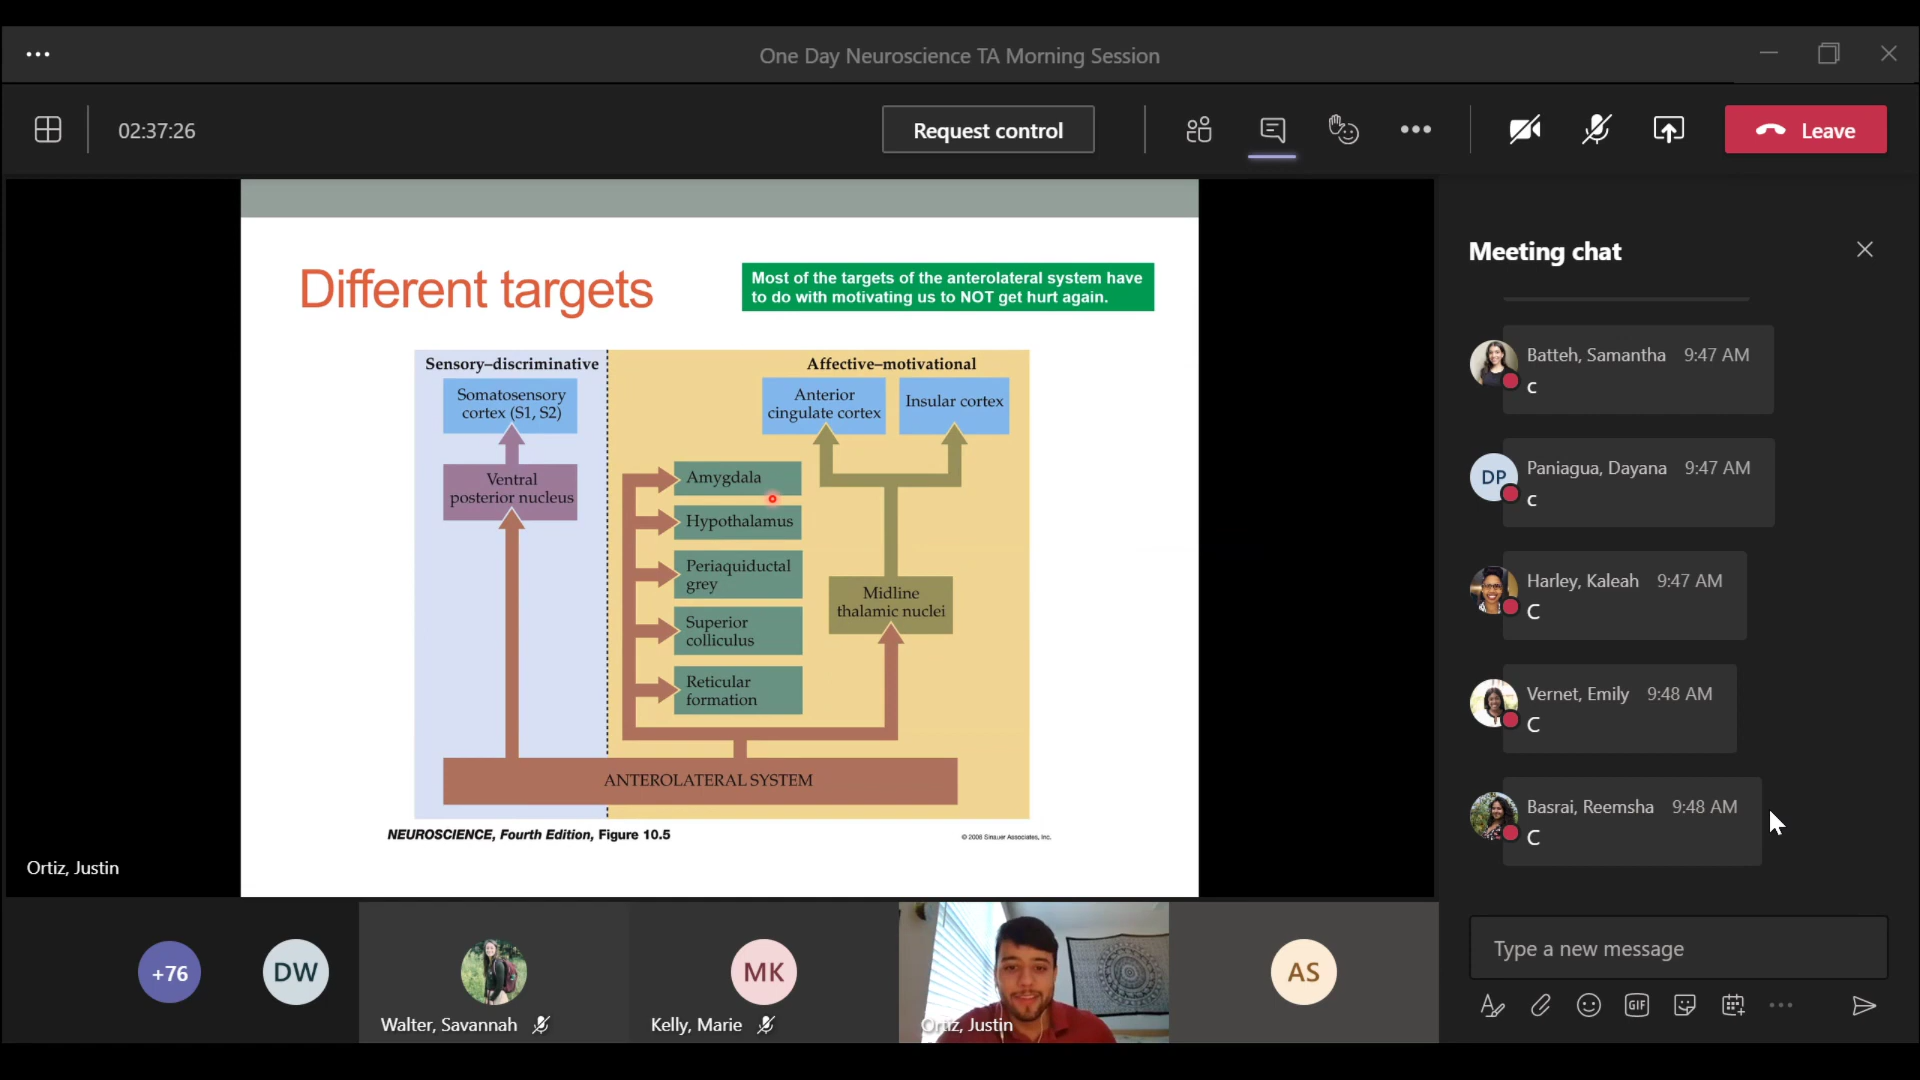 One Day Neuroscience TA Morning Session
02:37:26
Request control
Leave
Different targets
Most of the targets of the anterolateral system have
to do with motivating us to NOT get hurt again.
Sensory–discriminative
Affective–motivational
Somatosensory
cortex (S1, S2)
Anterior
cingulate cortex
Insular cortex
Ventral
posterior nucleus
Amygdala
Hypothalamus
Periaquiductal
grey
Superior
colliculus
Reticular
formation
Midline
thalamic nuclei
ANTEROLATERAL SYSTEM
NEUROSCIENCE, Fourth Edition, Figure 10.5
© 2008 Sinauer Associates, Inc.
Ortiz, Justin
Meeting chat
Batteh, Samantha 9:47 AM
c
DP
Paniagua, Dayana 9:47 AM
c
Harley, Kaleah 9:47 AM
C
Vernet, Emily 9:48 AM
C
Basrai, Reemsha 9:48 AM
C
Type a new message
GIF
+76
DW
Walter, Savannah
MK
Kelly, Marie
Ortiz, Justin
AS